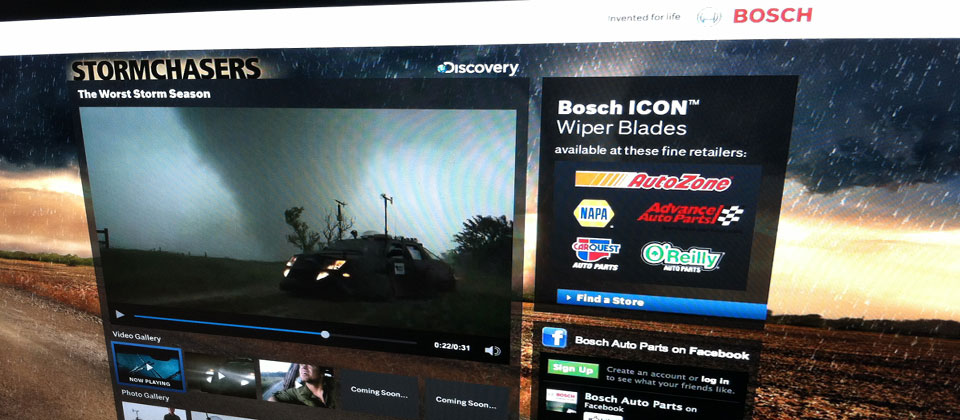 Invented for life
BOSCH
STORMCHASERS
Discovery
The Worst Storm Season
Bosch ICON™
Wiper Blades
available at these fine retailers:
AutoZone
NAPA
Advance
Auto Parts
CARQUEST
AUTO PARTS
O'Reilly
AUTO PARTS
Find a Store
0:22/0:31
Video Gallery
NOW PLAYING
Coming Soon...
Coming Soon...
Photo Gallery
Bosch Auto Parts on Facebook
Sign Up
Create an account or log in
to see what your friends like.
Bosch Auto Parts on
Facebook
Bosch Auto Parts